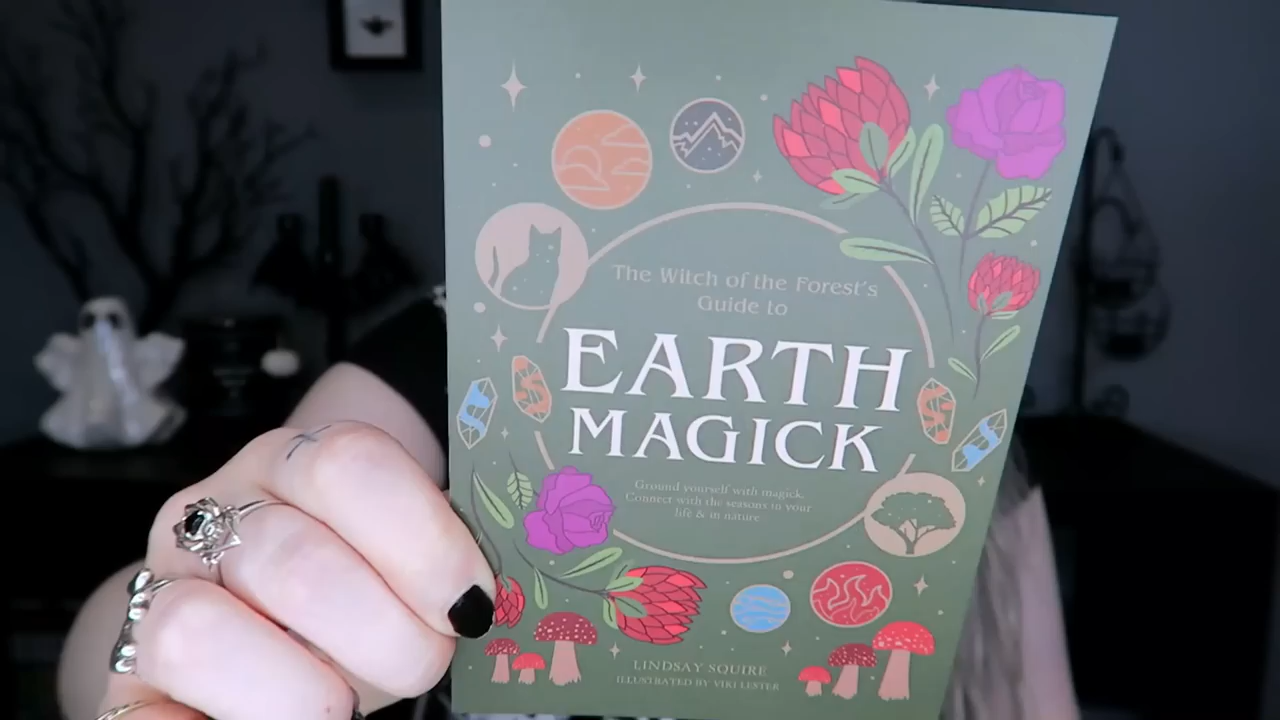 The Witch of the Forest's
Guide to
EARTH
MAGICK
Ground yourself with magick.
Connect with the seasons in your
life & in nature
LINDSAY SQUIRE
ILLUSTRATED BY VIKI LESTER